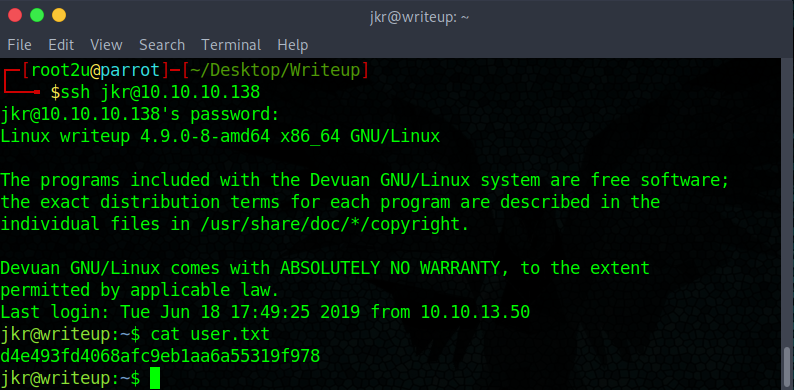 jkr@writeup: ~
File Edit View Search Terminal Help
[root2u@parrot]-[~/Desktop/Writeup]
$ssh jkr@10.10.10.138
jkr@10.10.10.138's password:
Linux writeup 4.9.0-8-amd64 x86_64 GNU/Linux
The programs included with the Devuan GNU/Linux system are free software;
the exact distribution terms for each program are described in the
individual files in /usr/share/doc/*/copyright.
Devuan GNU/Linux comes with ABSOLUTELY NO WARRANTY, to the extent
permitted by applicable law.
Last login: Tue Jun 18 17:49:25 2019 from 10.10.13.50
jkr@writeup:~$ cat user.txt
d4e493fd4068afc9eb1aa6a55319f978
jkr@writeup:~$